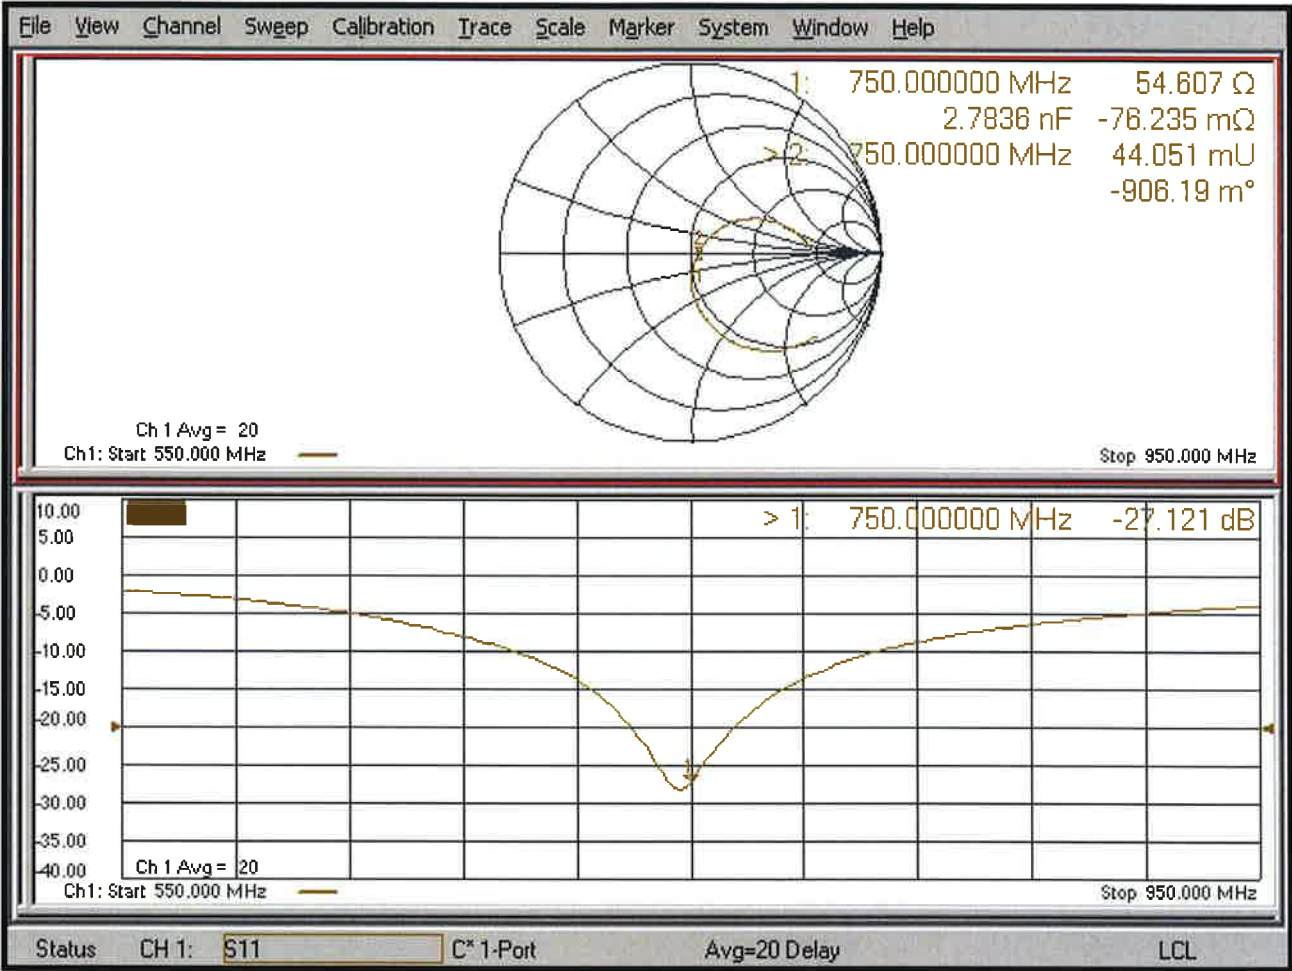 File View Channel Sweep Calibration Trace Scale Marker System Window Help
1: 750.000000 MHz 54.607 Ω
2.7836 nF -76.235 mΩ
> 2: 750.000000 MHz 44.051 mU
-906.19 m°
2
1
Ch 1 Avg = 20
Ch1: Start 550.000 MHz
Stop 950.000 MHz
10.00
> 1: 750.000000 MHz -27.121 dB
5.00
0.00
-5.00
-10.00
-15.00
-20.00
-25.00
1
-30.00
-35.00
-40.00
Ch 1 Avg = 20
Ch1: Start 550.000 MHz
Stop 950.000 MHz
Status CH 1: S11 C* 1-Port Avg=20 Delay LCL